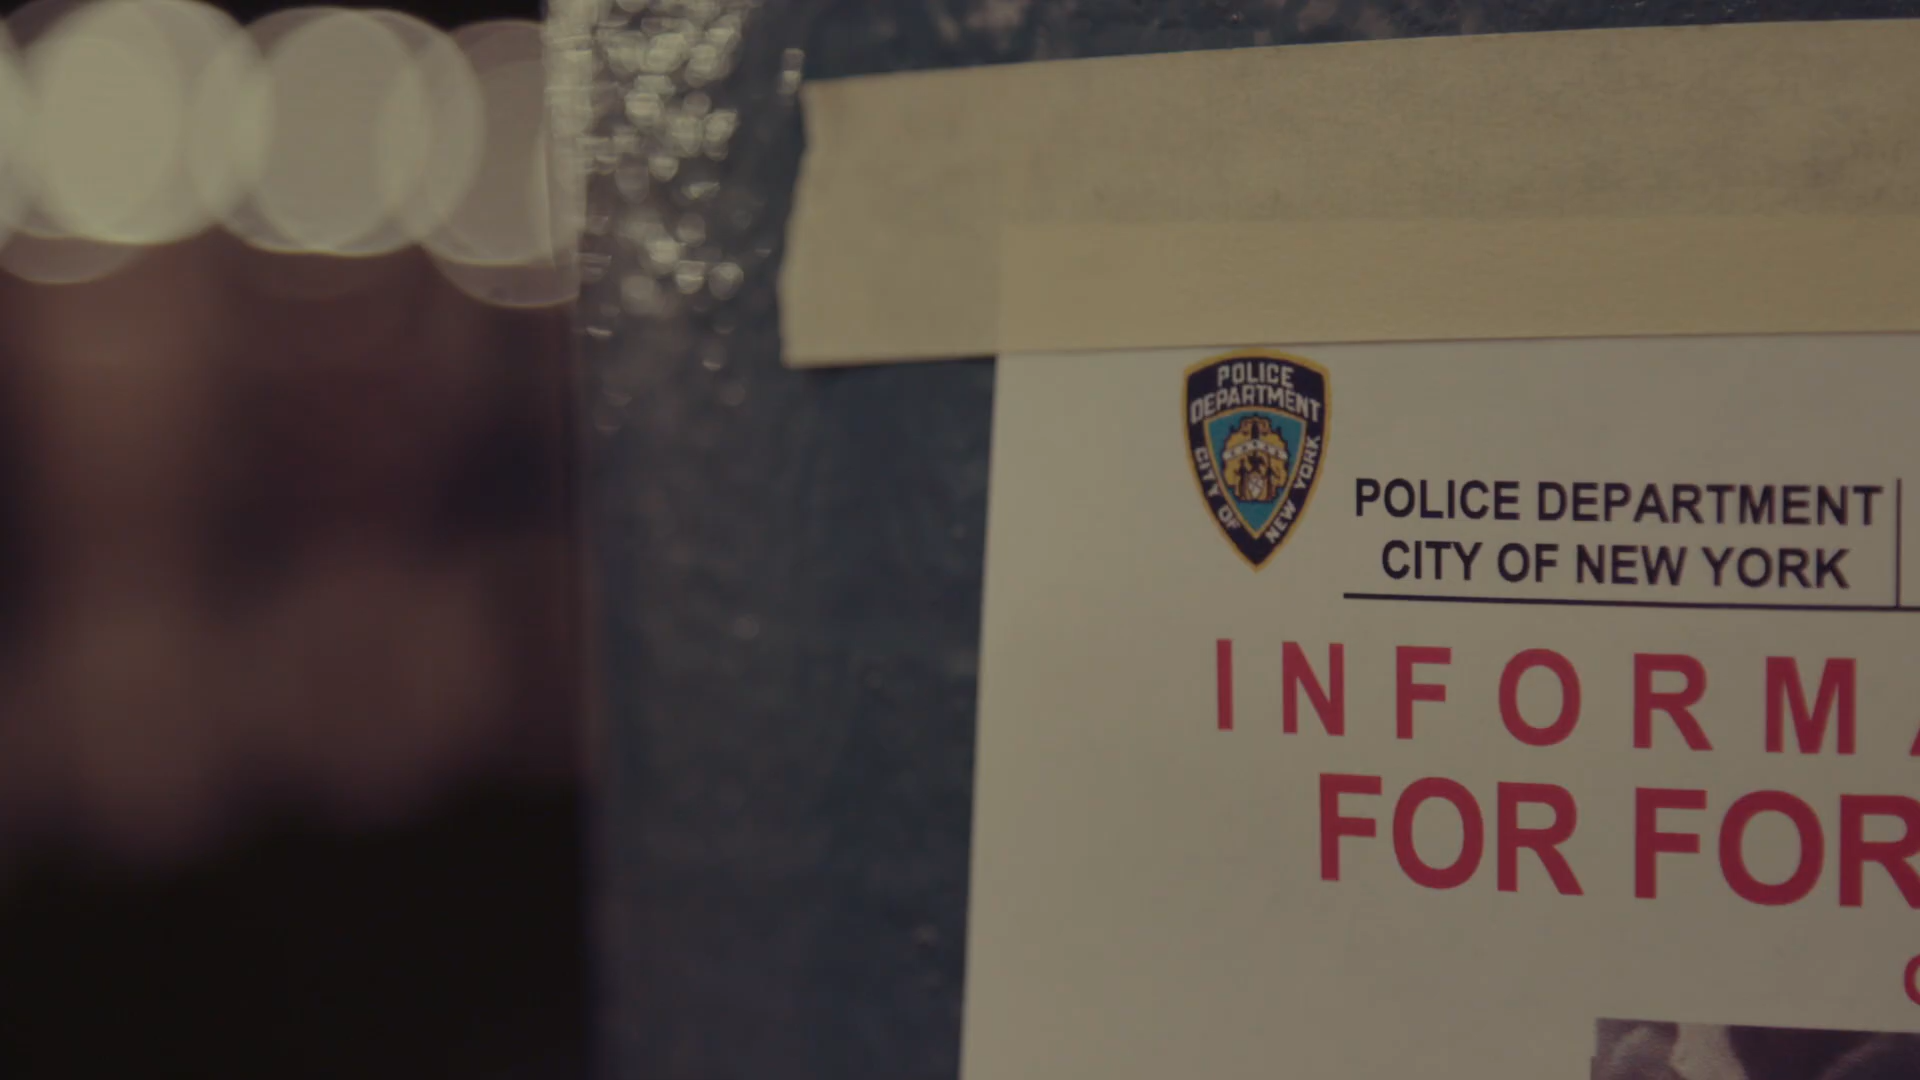 POLICE
DEPARTMENT
CITY OF
NEW YORK
POLICE DEPARTMENT
CITY OF NEW YORK
INFORM
FOR FOR